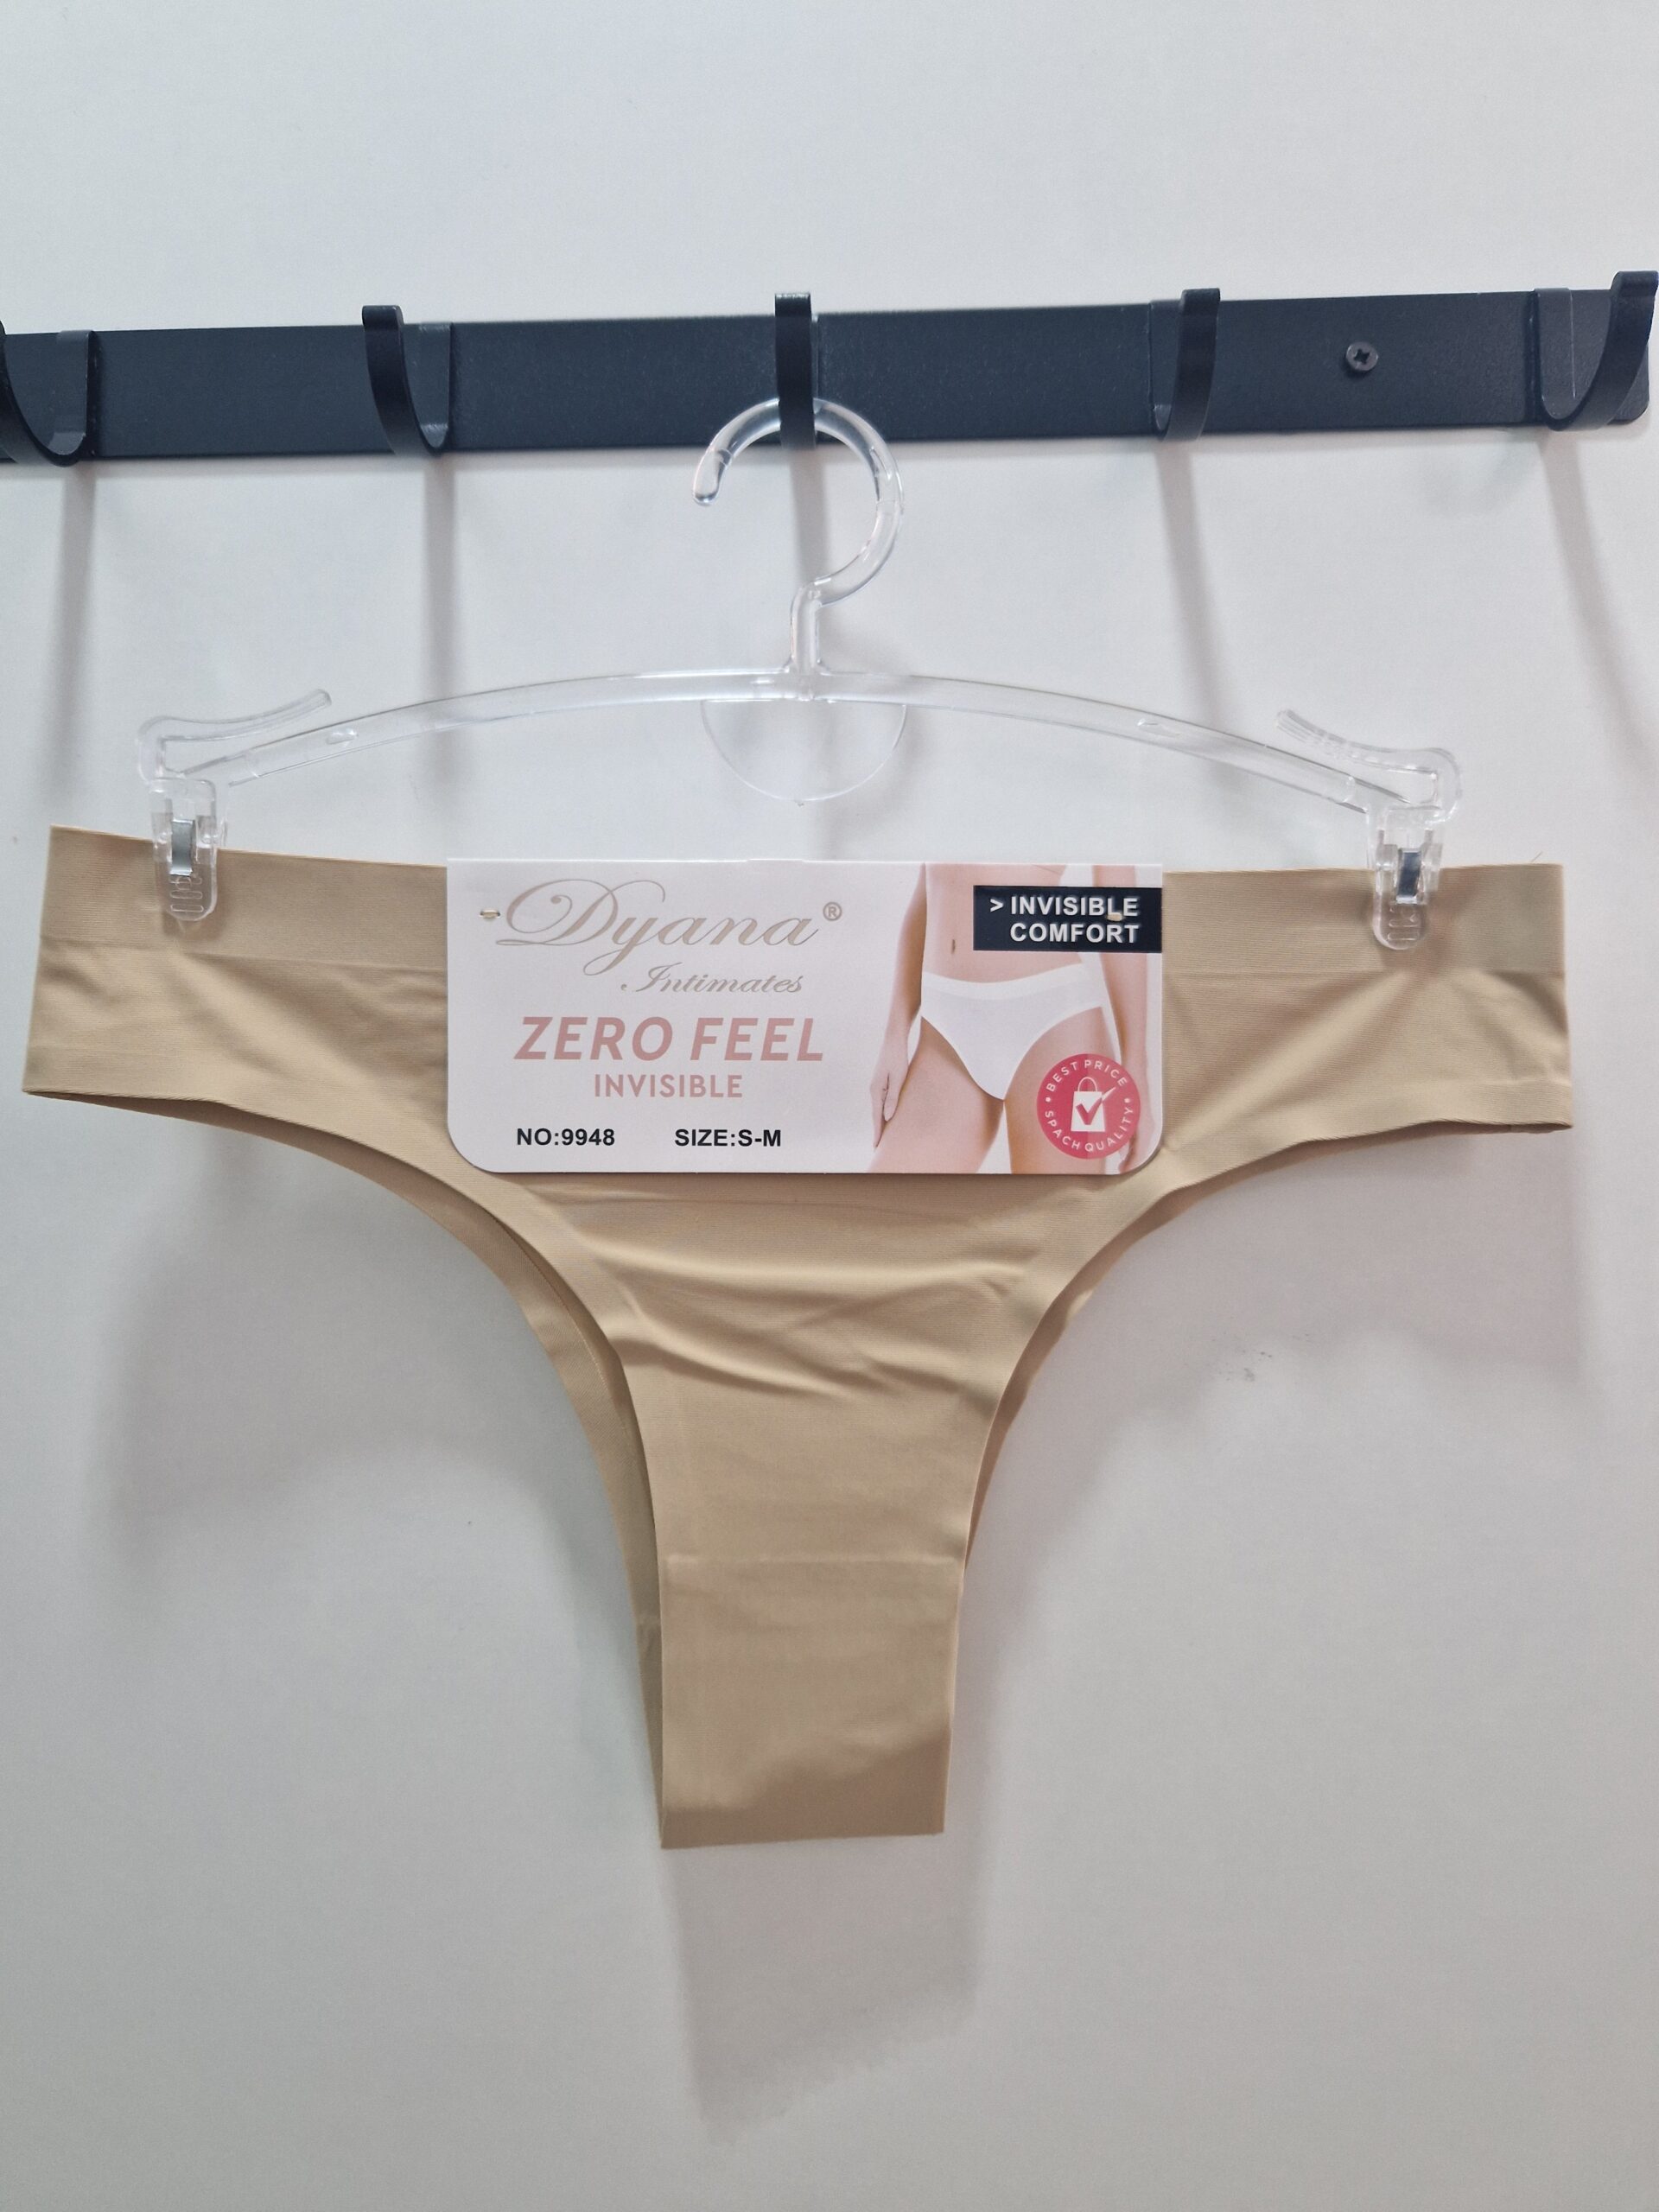 Dyana®
Intimates
ZERO FEEL
INVISIBLE
NO:9948 SIZE:S-M
> INVISIBLE
COMFORT
BEST PRICE
SPACH QUALITY